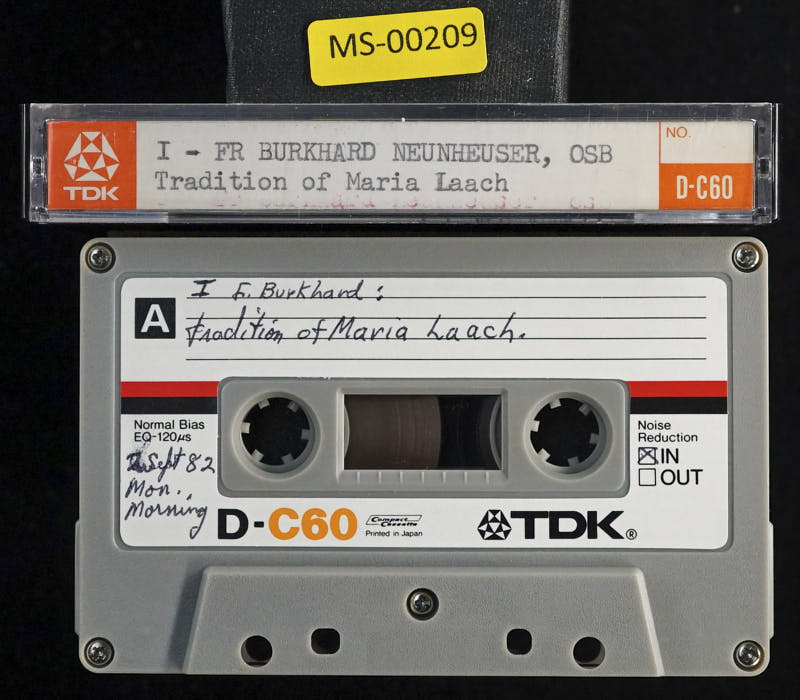 MS-00209
I - FR BURKHARD NEUNHEUSER, OSB
Tradition of Maria Laach
NO.
TDK
D-C60
I F. Burkhard :
A
Tradition of Maria Laach.
Normal Bias
EQ-120µs
Sept 82
Mon.,
Morning
Noise
Reduction
IN
OUT
D-C60
Compact
Cassette
Printed in Japan
TDK®